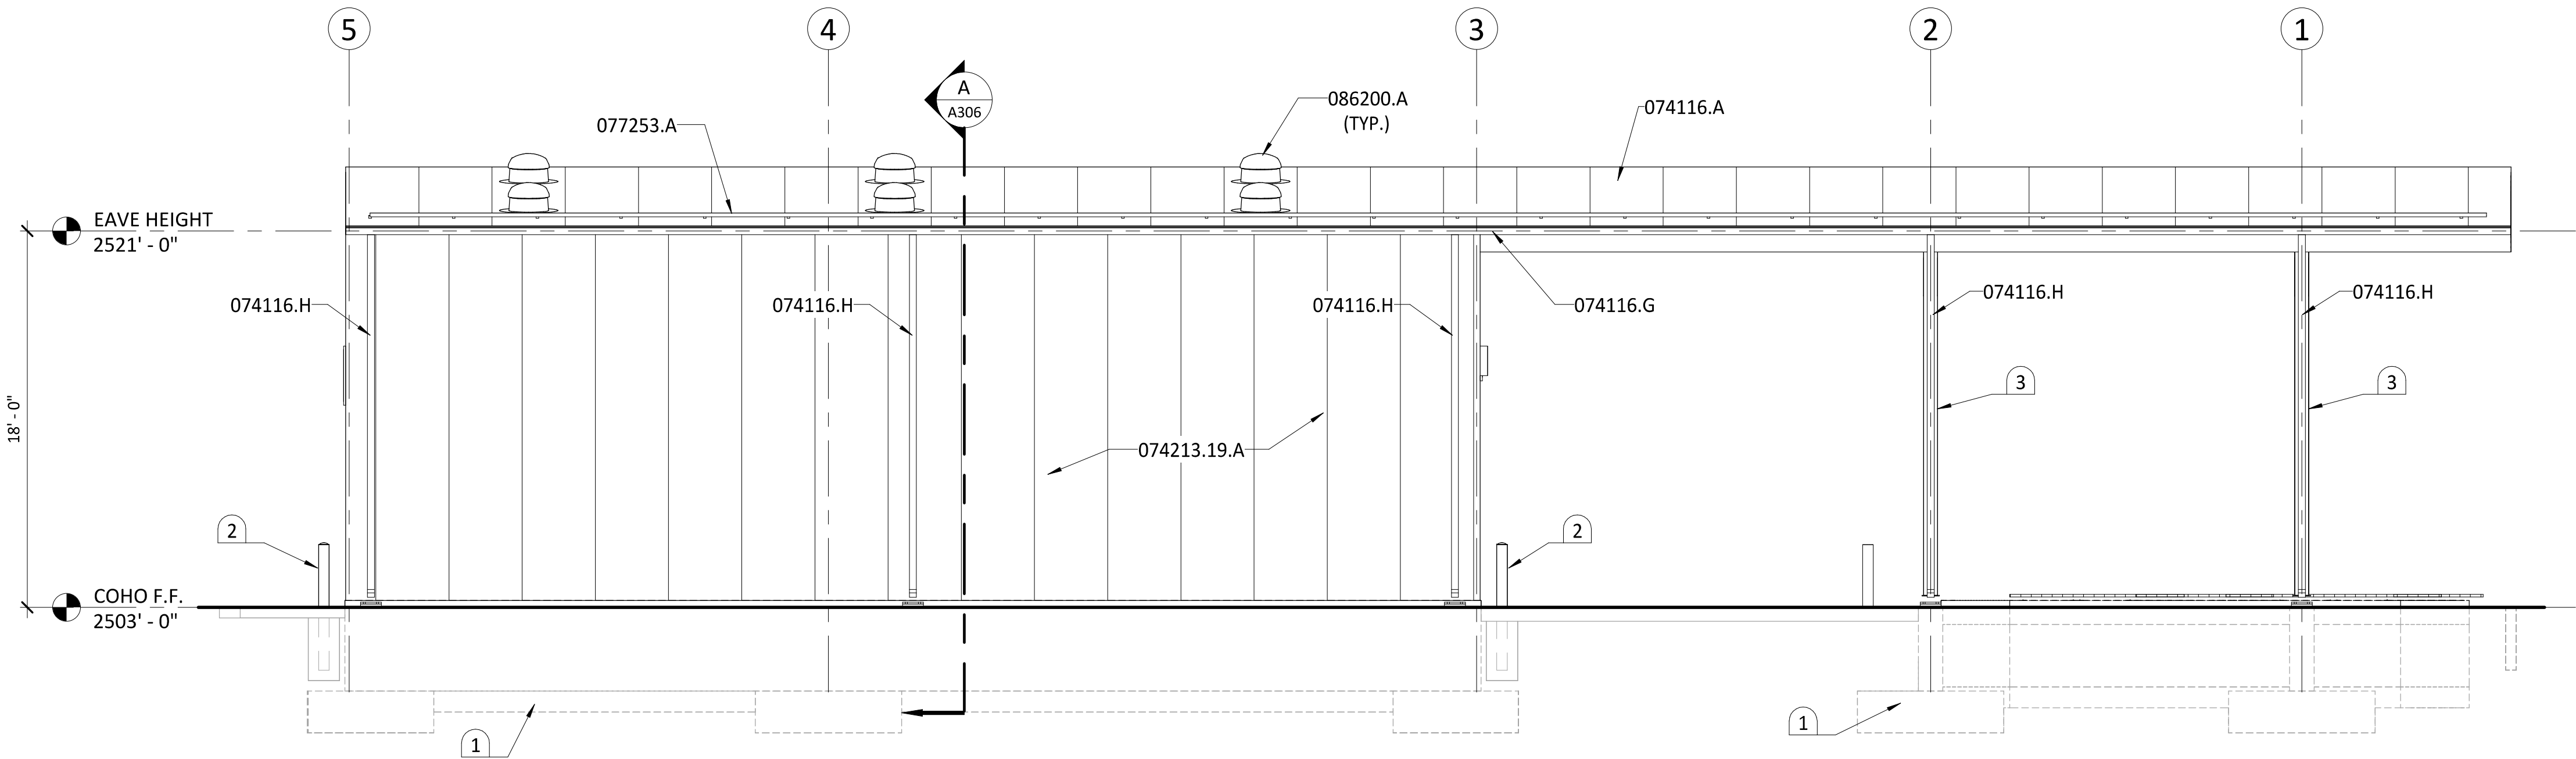 5
4
3
2
1
A
A306
086200.A
(TYP.)
074116.A
077253.A
EAVE HEIGHT
2521' - 0"
074116.H
074116.H
074116.H
074116.G
074116.H
074116.H
3
3
18' - 0"
074213.19.A
2
2
COHO F.F.
2503' - 0"
1
1